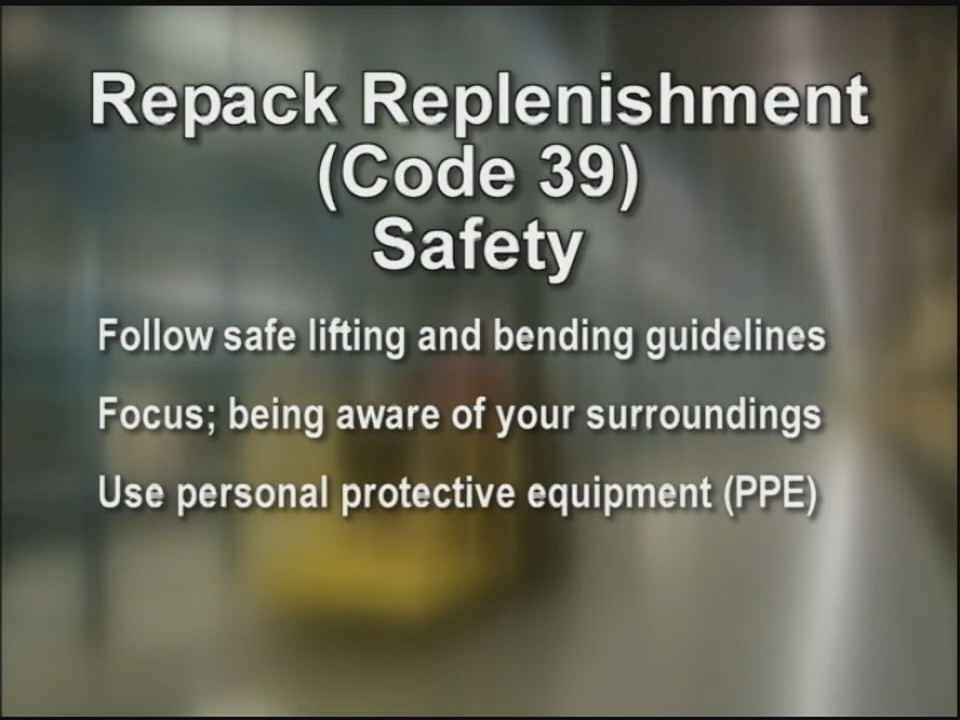 Repack Replenishment
(Code 39)
Safety
Follow safe lifting and bending guidelines
Focus; being aware of your surroundings
Use personal protective equipment (PPE)